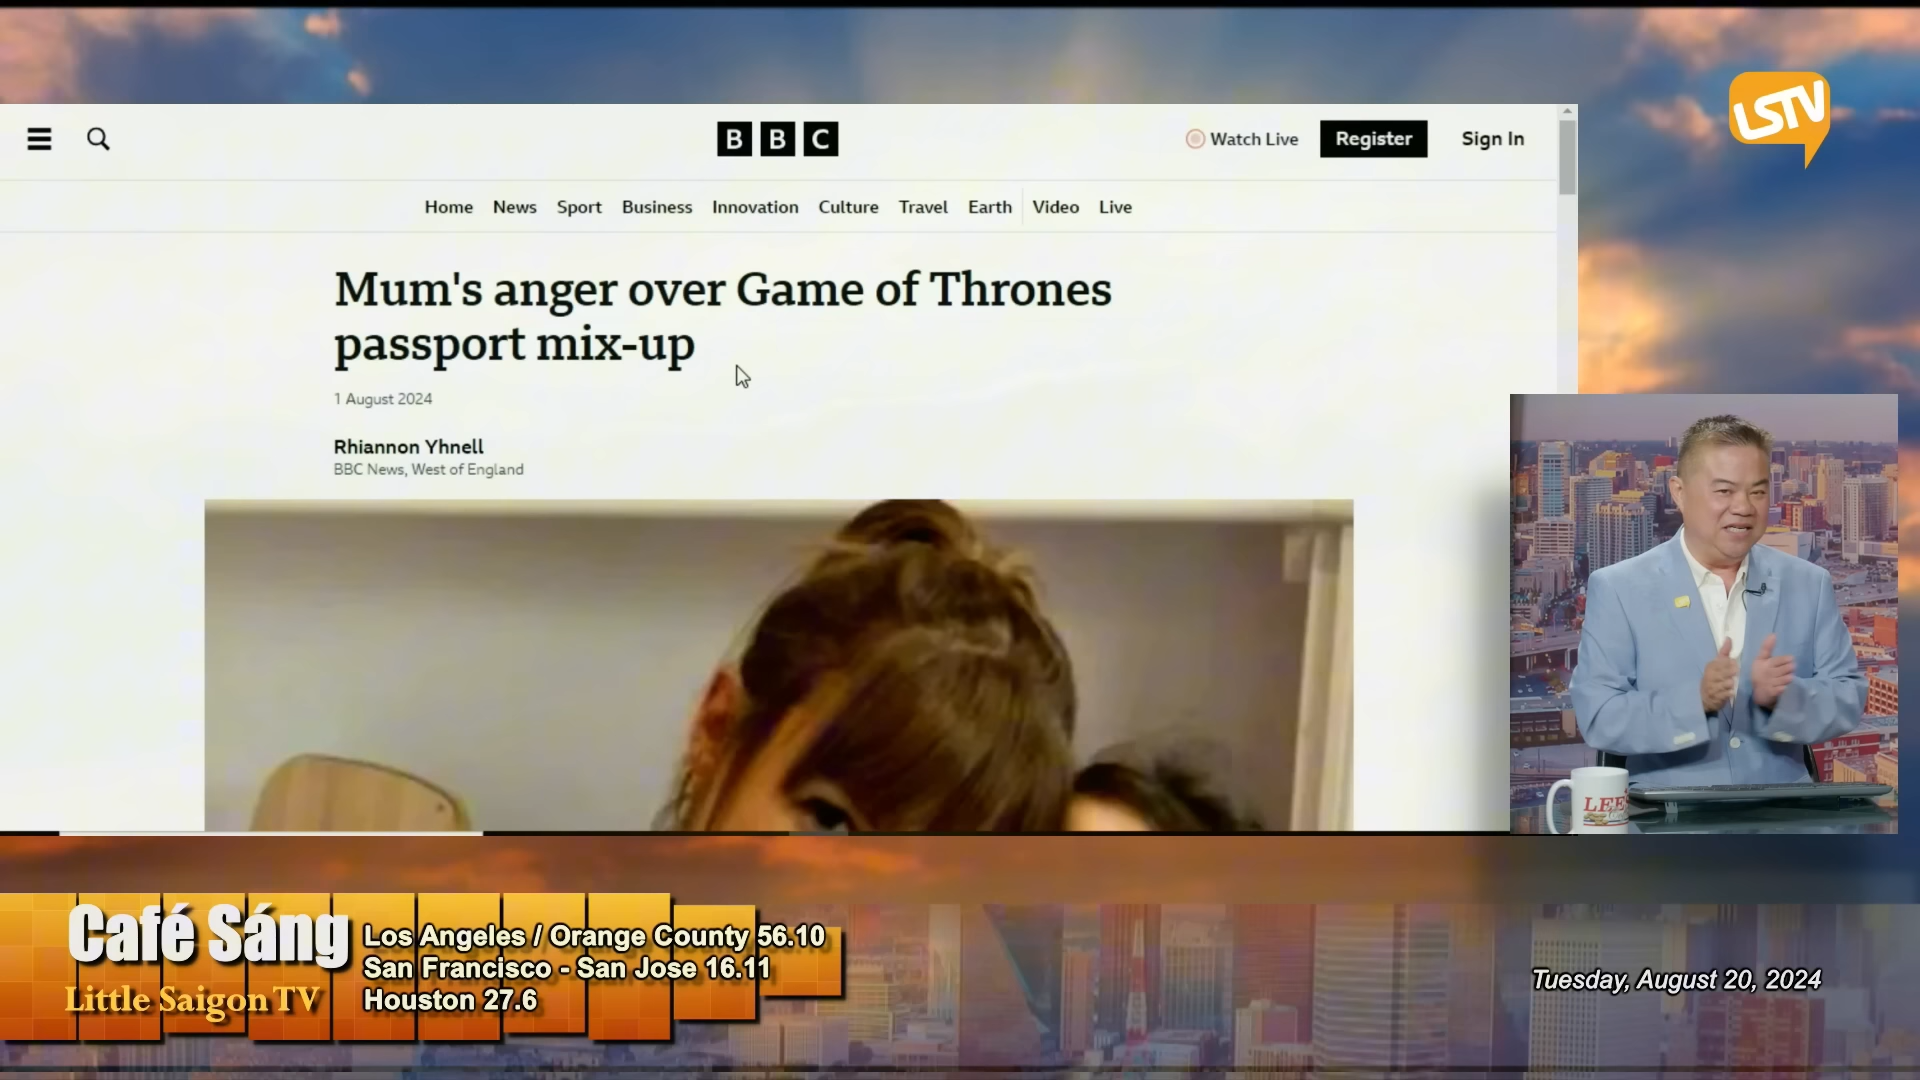 LSTV
BBC
Watch Live
Register
Sign In
Home News Sport Business Innovation Culture Travel Earth Video Live
Mum's anger over Game of Thrones
passport mix-up
1 August 2024
Rhiannon Yhnell
BBC News, West of England
LEE'S
Café Sáng
Little Saigon TV
Los Angeles / Orange County 56.10
San Francisco - San Jose 16.11
Houston 27.6
Tuesday, August 20, 2024